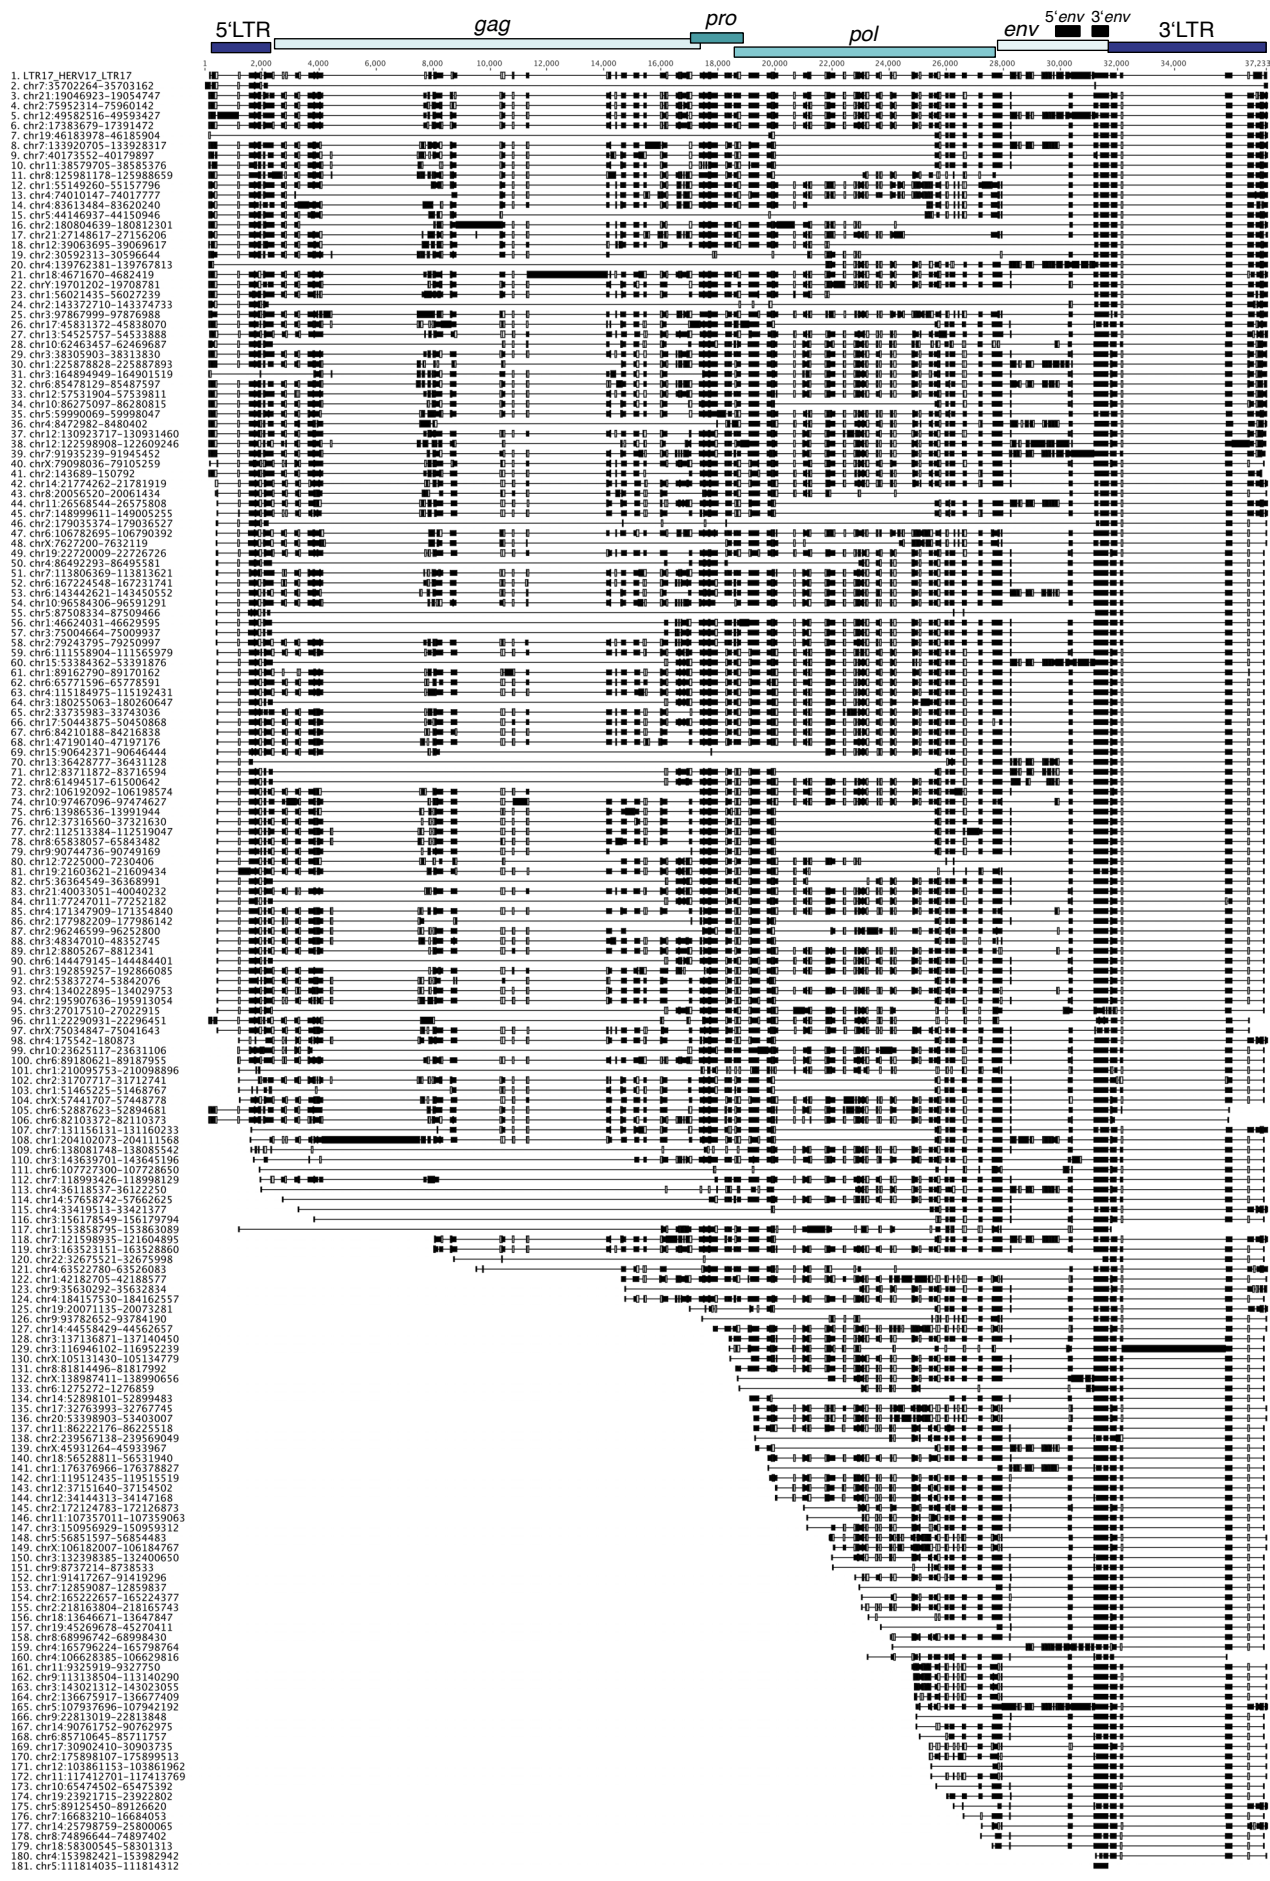 5‘LTR
gag
pro
pol
env
5‘env
3‘env
3‘LTR
1 2,000 4,000 6,000 8,000 10,000 12,000 14,000 16,000 18,000 20,000 22,000 24,000 26,000 28,000 30,000 32,000 34,000 37,233
1. LTR17_HERV17_LTR17
2. chr7:35702264-35703162
3. chr21:19046923-19054747
4. chr2:75952314-75960142
5. chr12:49582516-49593427
6. chr2:17383679-17391472
7. chr19:46183978-46185904
8. chr7:133920705-133928317
9. chr7:40173552-40179897
10. chr11:38579705-38585376
11. chr8:125981178-125988659
12. chr1:55149260-55157796
13. chr4:74010147-74017777
14. chr4:83613484-83620240
15. chr5:44146937-44150946
16. chr2:180804639-180812301
17. chr21:27148617-27156206
18. chr12:39063695-39069617
19. chr2:30592313-30596644
20. chr4:139762381-139767813
21. chr18:4671670-4682419
22. chrY:19701202-19708781
23. chr1:56021435-56027239
24. chr2:143372710-143374733
25. chr3:97867999-97876988
26. chr17:45831372-45838070
27. chr13:54525757-54533888
28. chr10:62463457-62469687
29. chr3:38305903-38313830
30. chr1:225878828-225887893
31. chr3:164894949-164901519
32. chr6:85478129-85487597
33. chr12:57531904-57539811
34. chr10:86275097-86280815
35. chr5:59990069-59998047
36. chr4:8472982-8480402
37. chr12:130923717-130931460
38. chr12:122598908-122609246
39. chr7:91935239-91945452
40. chrX:79098036-79105259
41. chr2:143689-150792
42. chr14:21774262-21781919
43. chr8:20056520-20061434
44. chr11:26568544-26575808
45. chr7:148999611-149005255
46. chr2:179035374-179036527
47. chr6:106782695-106790392
48. chrX:7627200-7632119
49. chr19:22720009-22726726
50. chr4:86492293-86495581
51. chr7:113806369-113813621
52. chr6:167224548-167231741
53. chr6:143442621-143450552
54. chr10:96584306-96591291
55. chr5:87508334-87509466
56. chr1:46624031-46629595
57. chr3:75004664-75009937
58. chr2:79243795-79250997
59. chr6:111558904-111565979
60. chr15:53384362-53391876
61. chr1:89162790-89170162
62. chr6:65771596-65778591
63. chr4:115184975-115192431
64. chr3:180255063-180260647
65. chr2:33735983-33743036
66. chr17:50443875-50450868
67. chr6:84210188-84216838
68. chr1:47190140-47197176
69. chr15:90642371-90646444
70. chr13:36428777-36431128
71. chr12:83711872-83716594
72. chr8:61494517-61500642
73. chr2:106192092-106198574
74. chr10:97467096-97474627
75. chr6:13986536-13991944
76. chr12:37316560-37321630
77. chr2:112513384-112519047
78. chr8:65838057-65843482
79. chr9:90744736-90749169
80. chr12:7225000-7230406
81. chr19:21603621-21609434
82. chr5:36364549-36368991
83. chr21:40033051-40040232
84. chr11:77247011-77252182
85. chr4:171347909-171354840
86. chr2:177982209-177986142
87. chr2:96246599-96252800
88. chr3:48347010-48352745
89. chr12:8805267-8812341
90. chr6:144479145-144484401
91. chr3:192859257-192866085
92. chr2:53837274-53842076
93. chr4:134022895-134029753
94. chr2:195907636-195913054
95. chr3:27017510-27022915
96. chr11:22290931-22296451
97. chrX:75034847-75041643
98. chr4:175542-180873
99. chr10:23625117-23631106
100. chr6:89180621-89187955
101. chr1:210095753-210098896
102. chr2:31707717-31712741
103. chr1:51465225-51468767
104. chrX:57441707-57448778
105. chr6:52887623-52894681
106. chr6:82103372-82110373
107. chr7:131156131-131160233
108. chr1:204102073-204111568
109. chr6:138081748-138085542
110. chr3:143639701-143645196
111. chr6:107727300-107728650
112. chr7:118993426-118998129
113. chr4:36118537-36122250
114. chr14:57658742-57662625
115. chr4:33419513-33421377
116. chr3:156178549-156179794
117. chr1:153858795-153863089
118. chr7:121598935-121604895
119. chr3:163523151-163528860
120. chr22:32675521-32675998
121. chr4:63522780-63526083
122. chr1:42182705-42188577
123. chr9:35630292-35632834
124. chr4:184157530-184162557
125. chr19:20071135-20073281
126. chr9:93782652-93784190
127. chr14:44558429-44562657
128. chr3:137136871-137140450
129. chr3:116946102-116952239
130. chrX:105131430-105134779
131. chr8:81814496-81817992
132. chrX:138987411-138990656
133. chr6:1275272-1276859
134. chr14:52898101-52899483
135. chr17:32763993-32767745
136. chr20:53398903-53403007
137. chr11:86222176-86225518
138. chr2:239567138-239569049
139. chrX:45931264-45933967
140. chr18:56528811-56531940
141. chr1:176376966-176378827
142. chr1:119512435-119515519
143. chr12:37151640-37154502
144. chr12:34144313-34147168
145. chr2:172124783-172126873
146. chr11:107357011-107359063
147. chr3:150956929-150959312
148. chr5:56851597-56854483
149. chrX:106182007-106184767
150. chr3:132398385-132400650
151. chr9:8737214-8738533
152. chr1:91417267-91419296
153. chr7:12859087-12859837
154. chr2:165222657-165224377
155. chr2:218163804-218165743
156. chr18:13646671-13647847
157. chr19:45269678-45270411
158. chr8:68996742-68998430
159. chr4:165796224-165798764
160. chr4:106628385-106629816
161. chr11:9325919-9327750
162. chr9:113138504-113140290
163. chr3:143021312-143023055
164. chr2:136675917-136677409
165. chr5:107937696-107942192
166. chr9:22813019-22813848
167. chr14:90761752-90762975
168. chr6:85710645-85711757
169. chr17:30902410-30903735
170. chr2:175898107-175899513
171. chr12:103861153-103861962
172. chr11:117412701-117413769
173. chr10:65474502-65475392
174. chr19:23921715-23922802
175. chr5:89125450-89126620
176. chr7:16683210-16684053
177. chr14:25798759-25800065
178. chr8:74896644-74897402
179. chr18:58300545-58301313
180. chr4:153982421-153982942
181. chr5:111814035-111814312